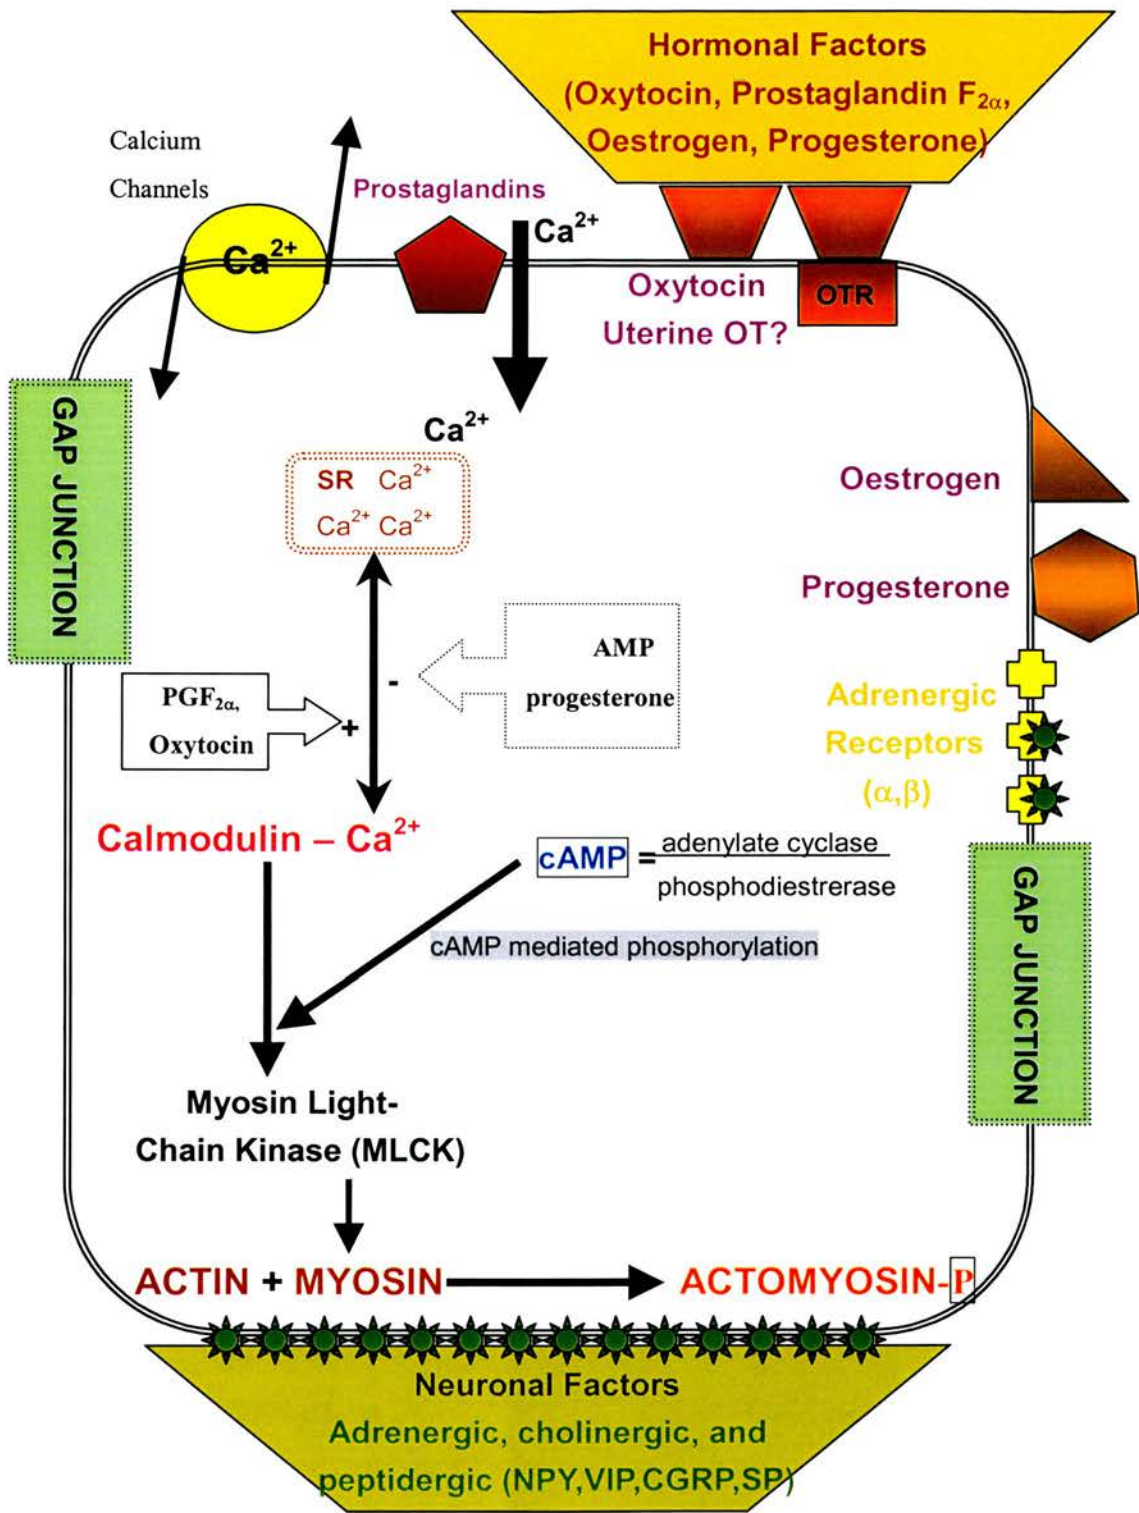 Hormonal Factors
(Oxytocin, Prostaglandin F2α,
Oestrogen, Progesterone)
Calcium
Channels
Prostaglandins
Ca2+
Ca2+
Oxytocin
Uterine OT?
OTR
GAP JUNCTION
Ca2+
SR Ca2+
Ca2+ Ca2+
Oestrogen
Progesterone
AMP
progesterone
-
PGF2α,
Oxytocin
+
Adrenergic
Receptors
(α,β)
Calmodulin – Ca2+
cAMP = adenylate cyclase
phosphodiestrerase
cAMP mediated phosphorylation
GAP JUNCTION
Myosin Light-
Chain Kinase (MLCK)
ACTIN + MYOSIN
ACTOMYOSIN-P
Neuronal Factors
Adrenergic, cholinergic, and
peptidergic (NPY,VIP,CGRP,SP)